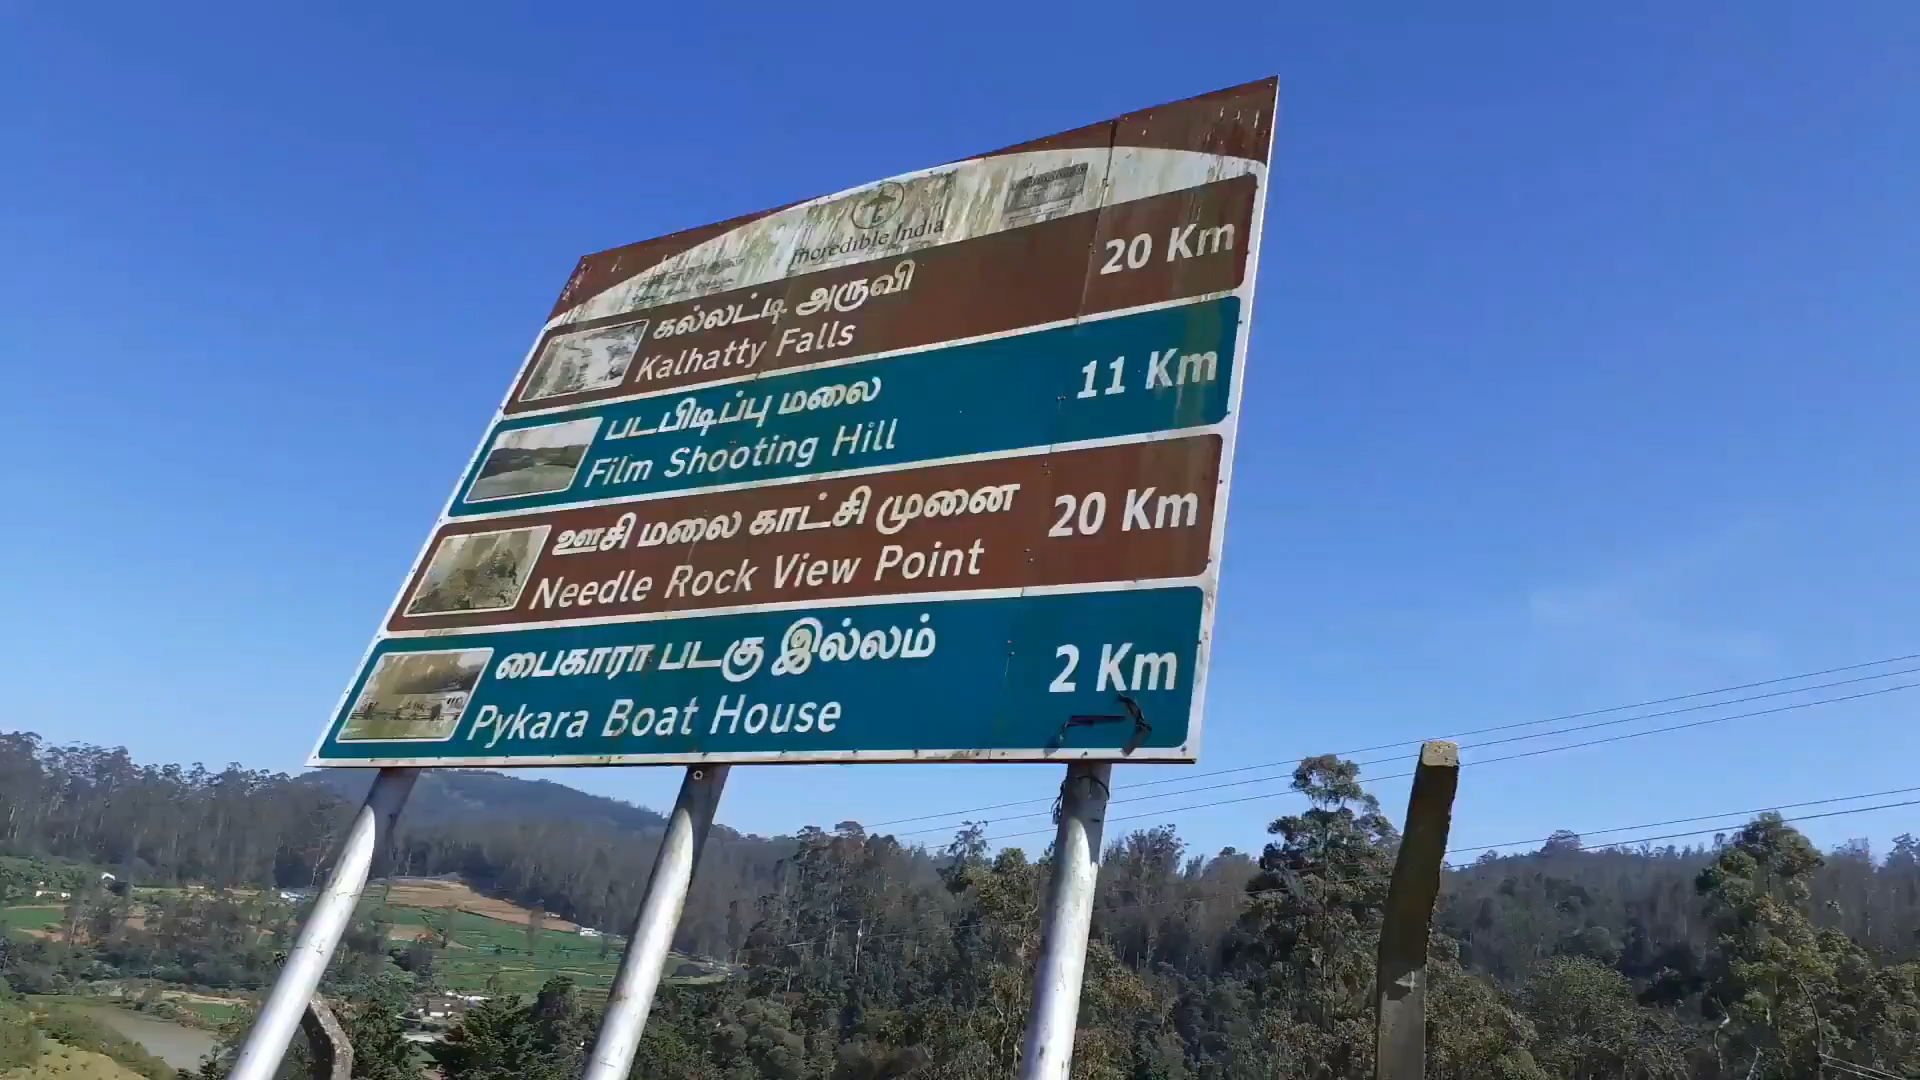 Incredible India
கல்லட்டி அருவி
Kalhatty Falls
20 Km
படபிடிப்பு மலை
Film Shooting Hill
11 Km
ஊசி மலை காட்சி முனை
Needle Rock View Point
20 Km
பைகாரா படகு இல்லம்
Pykara Boat House
2 Km